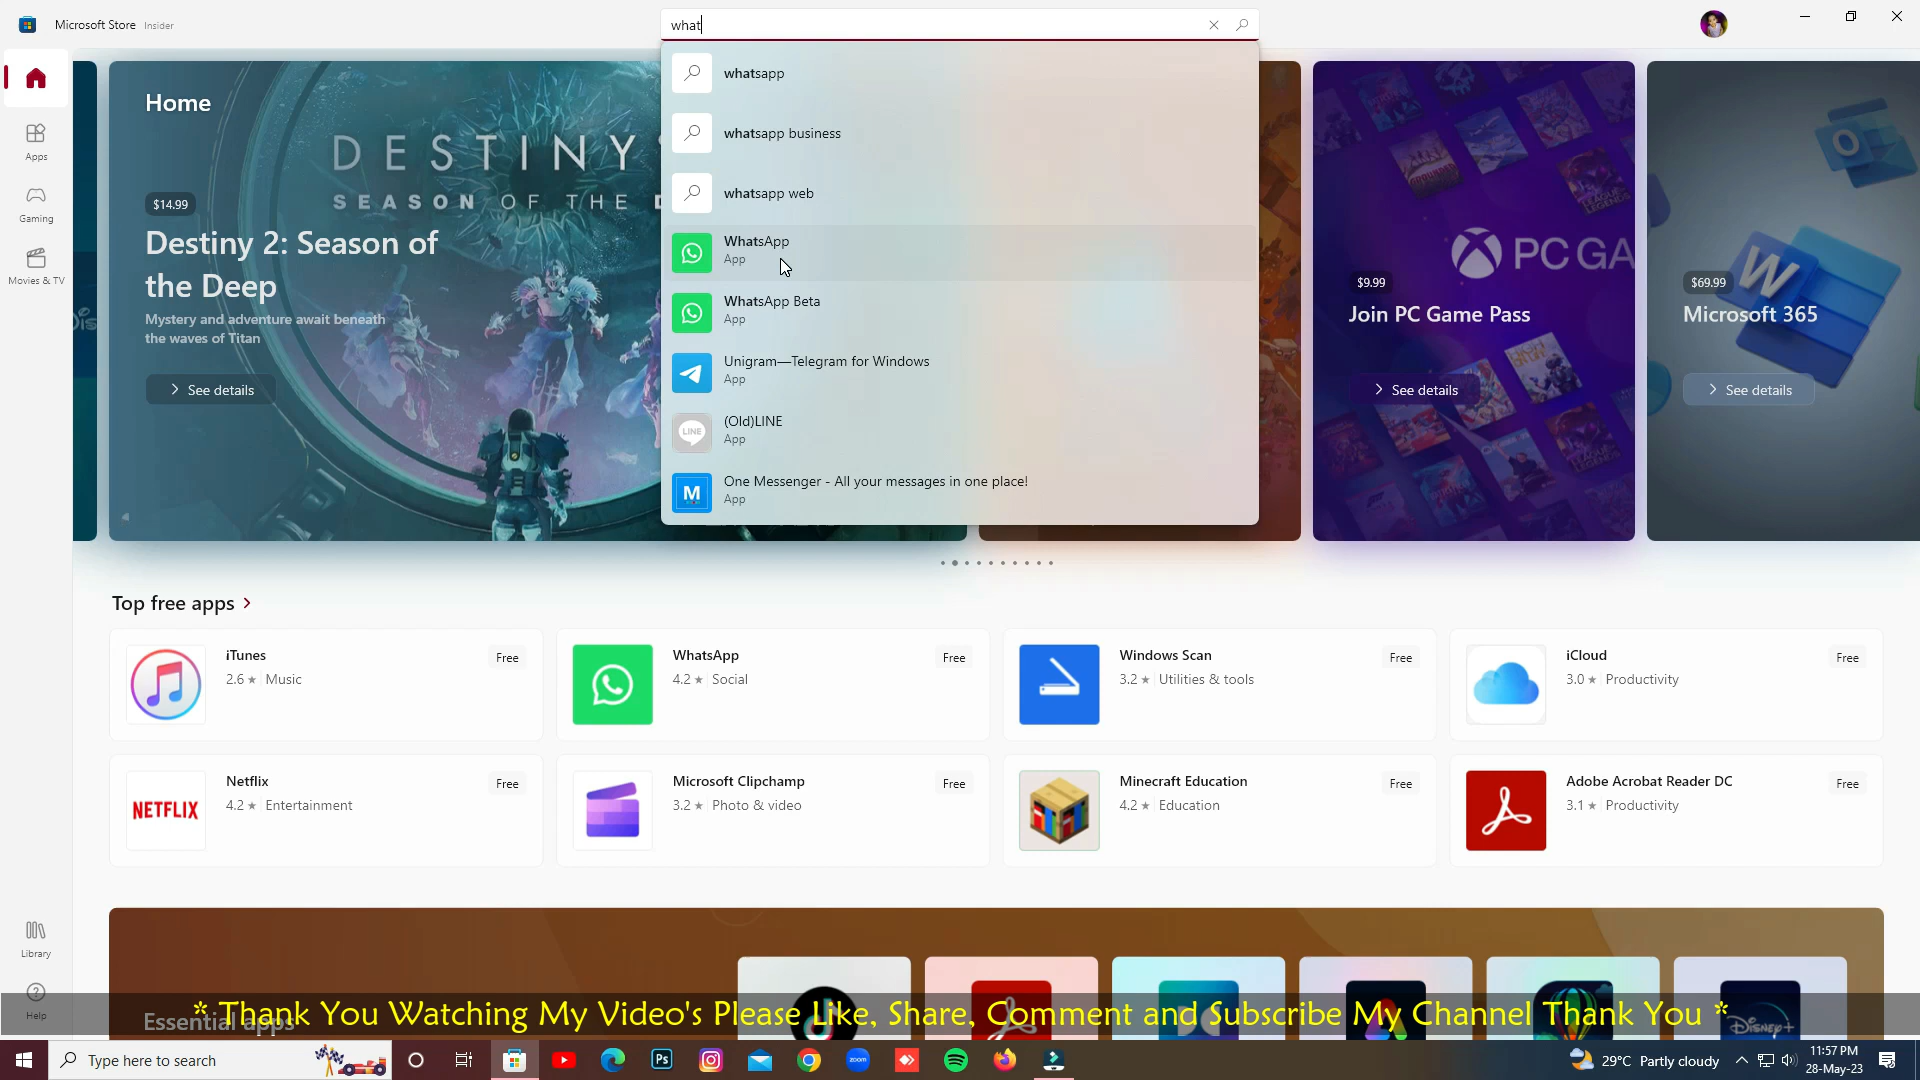 Microsoft Store Insider
what
whatsapp
whatsapp business
whatsapp web
WhatsApp
App
WhatsApp Beta
App
Unigram—Telegram for Windows
App
LINE
(Old)LINE
App
M
One Messenger - All your messages in one place!
App
Home
Apps
Gaming
Movies & TV
Library
Help
DESTINY
SEASON OF THE D
$14.99
Destiny 2: Season of
the Deep
Mystery and adventure await beneath
the waves of Titan
See details
PC GA
$9.99
Join PC Game Pass
See details
W
$69.99
Microsoft 365
See details
Top free apps
iTunes
Free
2.6 ★ Music
WhatsApp
Free
4.2 ★ Social
Windows Scan
Free
3.2 ★ Utilities & tools
iCloud
Free
3.0 ★ Productivity
NETFLIX
Netflix
Free
4.2 ★ Entertainment
Microsoft Clipchamp
Free
3.2 ★ Photo & video
Minecraft Education
Free
4.2 ★ Education
Adobe Acrobat Reader DC
Free
3.1 ★ Productivity
Essential apps
Disney+
* Thank You Watching My Video's Please Like, Share, Comment and Subscribe My Channel Thank You *
Type here to search
Ps
zoom
29°C Partly cloudy
11:57 PM
28-May-23